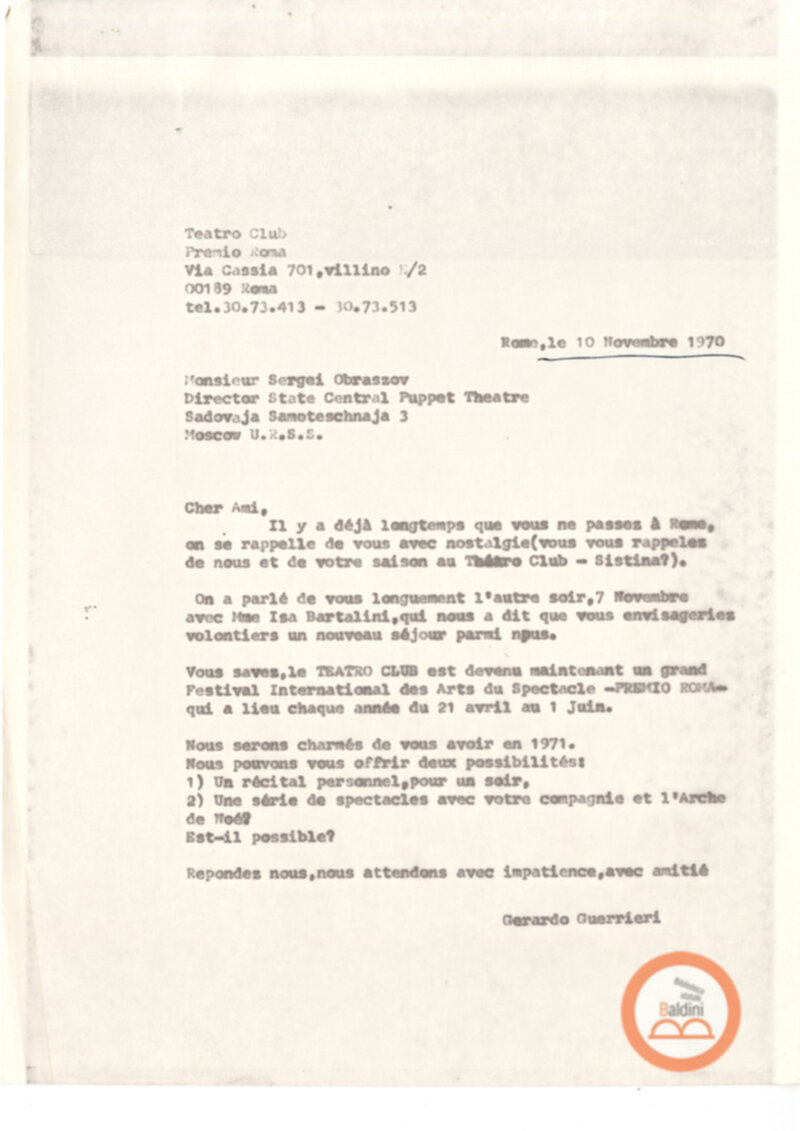 Teatro Club
Premio Roma
Via Cassia 701,villino E/2
00189 Roma
tel.30.73.413 - 30.73.513
Rome,le 10 Novembre 1970
Monsieur Sergei Obraszov
Director State Central Puppet Theatre
Sadovaja Samoteschnaja 3
Moscow U.R.S.S.
Cher Ami,
Il y a déjà longtemps que vous ne passez à Rome,
on se rappelle de vous avec nostalgie(vous vous rappelez
de nous et de votre saison au Théâtro Club - Sistina?).
On a parlé de vous longuement l'autre soir,7 Novembre
avec Mme Isa Bartalini,qui nous a dit que vous envisageriez
volontiers un nouveau séjour parmi npus.
Vous savez,le TEATRO CLUB est devenu maintenant un grand
Festival International des Arts du Spectacle -PREMIO ROMA-
qui a lieu chaque année du 21 avril au 1 Juin.
Nous serons charmés de vous avoir en 1971.
Nous pouvons vous offrir deux possibilités:
1) Un récital personnel,pour un soir,
2) Une série de spectacles avec votre compagnie et l'Arche
de Noé?
Est-il possible?
Repondez nous,nous attendons avec impatience,avec amitié
Gerardo Guerrieri
Biblioteca
statale
Baldini